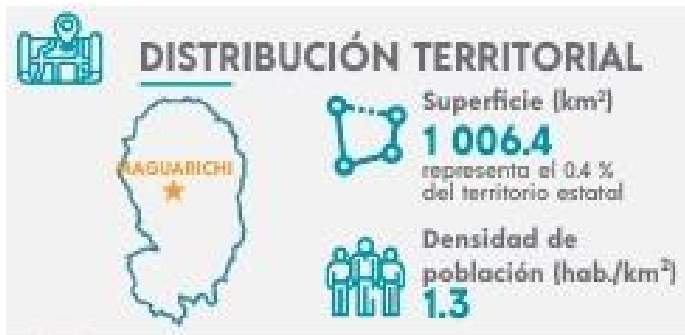 DISTRIBUCIÓN TERRITORIAL
MAGUARICHI
Superficie (km²)
1 006.4
representa el 0.4 %
del territorio estatal
Densidad de
población (hab./km²)
1.3